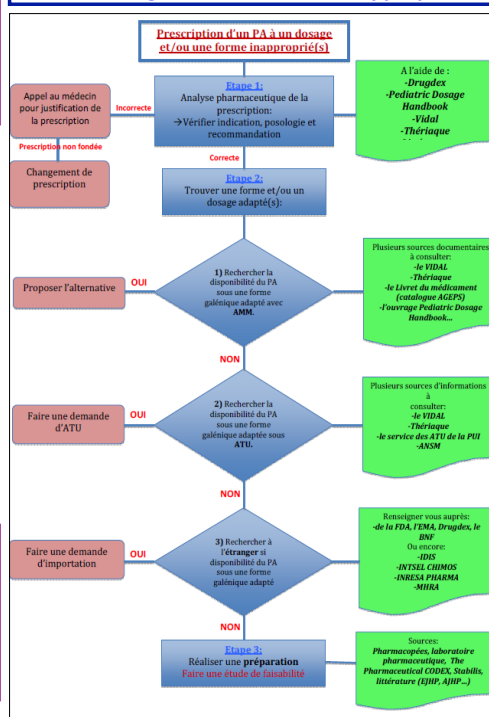 Prescription d'un PA à un dosage
et/ou une forme inapproprié(s)
Appel au médecin
pour justification de
la prescription
Incorrecte
Etape 1:
Analyse pharmaceutique de la
prescription:
→Vérifier indication, posologie et
recommandation
A l'aide de :
-Drugdex
-Pediatric Dosage
Handbook
-Vidal
-Thériaque
Prescription non fondée
Changement de
prescription
Correcte
Etape 2:
Trouver une forme et/ou un
dosage adapté(s):
Proposer l'alternative
OUI
1) Rechercher la
disponibilité du PA
sous une forme
galénique adapté avec
AMM.
Plusieurs sources documentaires
à consulter:
-le VIDAL
-Thériaque
-le Livret du médicament
(catalogue AGEPS)
-l'ouvrage Pediatric Dosage
Handbook...
NON
Faire une demande
d'ATU
OUI
2) Rechercher la
disponibilité du PA
sous une forme
galénique adaptée sous
ATU.
Plusieurs sources d'informations
à
consulter:
-le VIDAL
-Thériaque
-le service des ATU de la PUI
-ANSM
NON
Faire une demande
d'importation
OUI
3) Rechercher à
l'étranger si
disponibilité du PA
sous une forme
galénique adapté
Renseigner vous auprès:
-de la FDA, l'EMA, Drugdex, le
BNF
Ou encore:
-IDIS
-INTSEL CHIMOS
-INRESA PHARMA
-MHRA
NON
Etape 3:
Réaliser une préparation
Faire une étude de faisabilité
Sources:
Pharmacopées, laboratoire
pharmaceutique, The
Pharmaceutical CODEX, Stabilis,
littérature (EJHP, AJHP...)